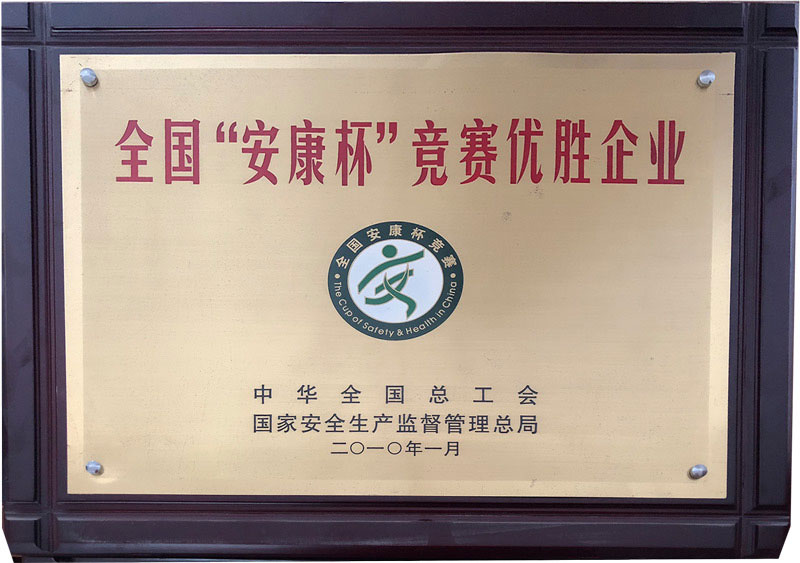 全国“安康杯”竞赛优胜企业
全国安康杯竞赛
The Cup of Safety & Health in China
中华全国总工会
国家安全生产监督管理总局
二〇一〇年一月